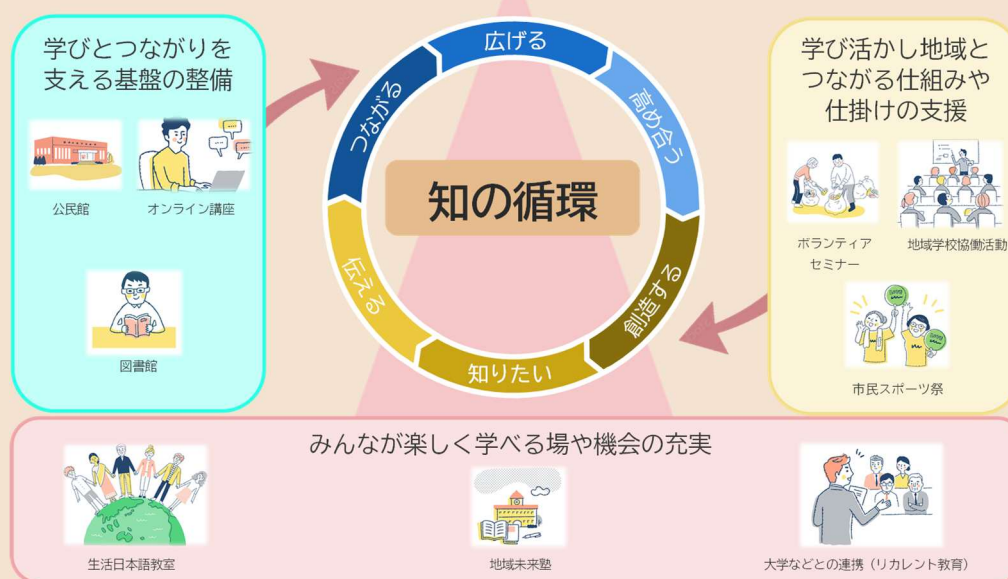 学びとつながりを
支える基盤の整備
公民館
オンライン講座
図書館
広げる
高め合う
創造する
知りたい
伝える
つながる
知の循環
学び活かし地域と
つながる仕組みや
仕掛けの支援
ボランティア
セミナー
地域学校協働活動
市民スポーツ祭
みんなが楽しく学べる場や機会の充実
生活日本語教室
地域未来塾
大学などとの連携（リカレント教育）